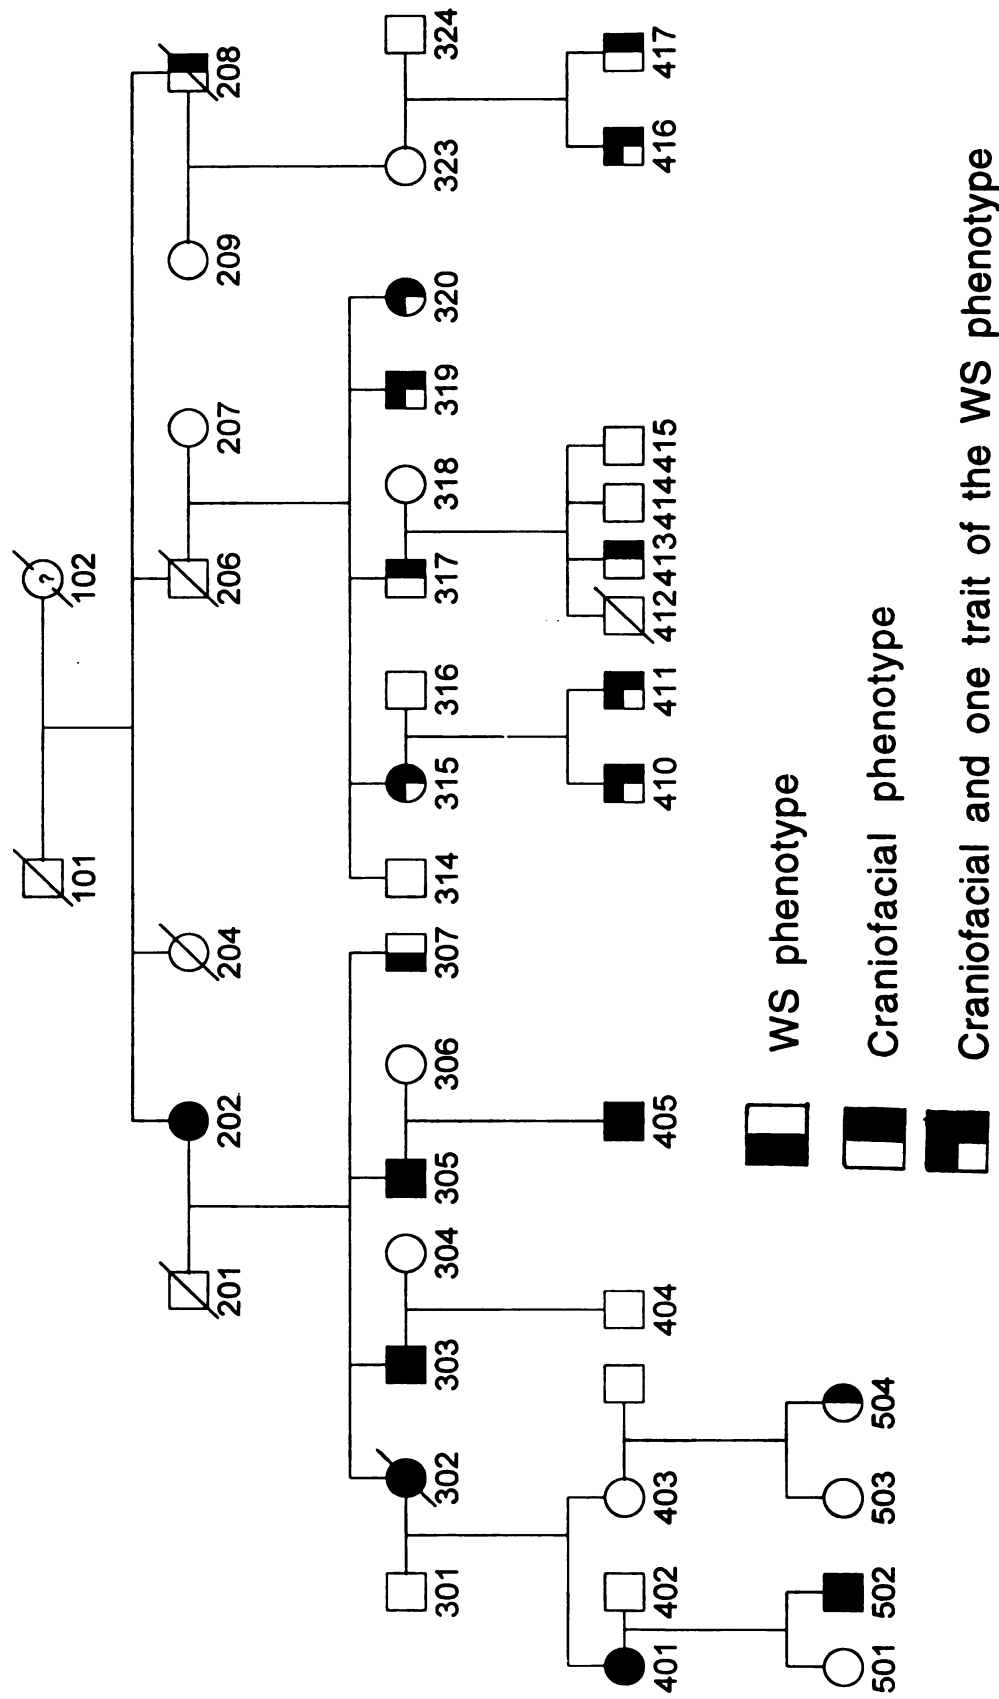 ?
101 102
201 202 204 206 207 209 208
301 302 303 304 305 306 307 314 315 316 317 318 319 320 323 324
401 402 403 404 405 410 411 412 413 414 415 416 417
501 502 503 504
WS phenotype
Craniofacial phenotype
Craniofacial and one trait of the WS phenotype